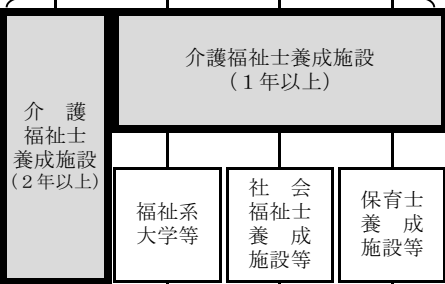 介護福祉士養成施設
（１年以上）
介　護
福祉士
養成施設
（２年以上）
福祉系
大学等
社　会
福祉士
養　成
施設等
保育士
養　成
施設等